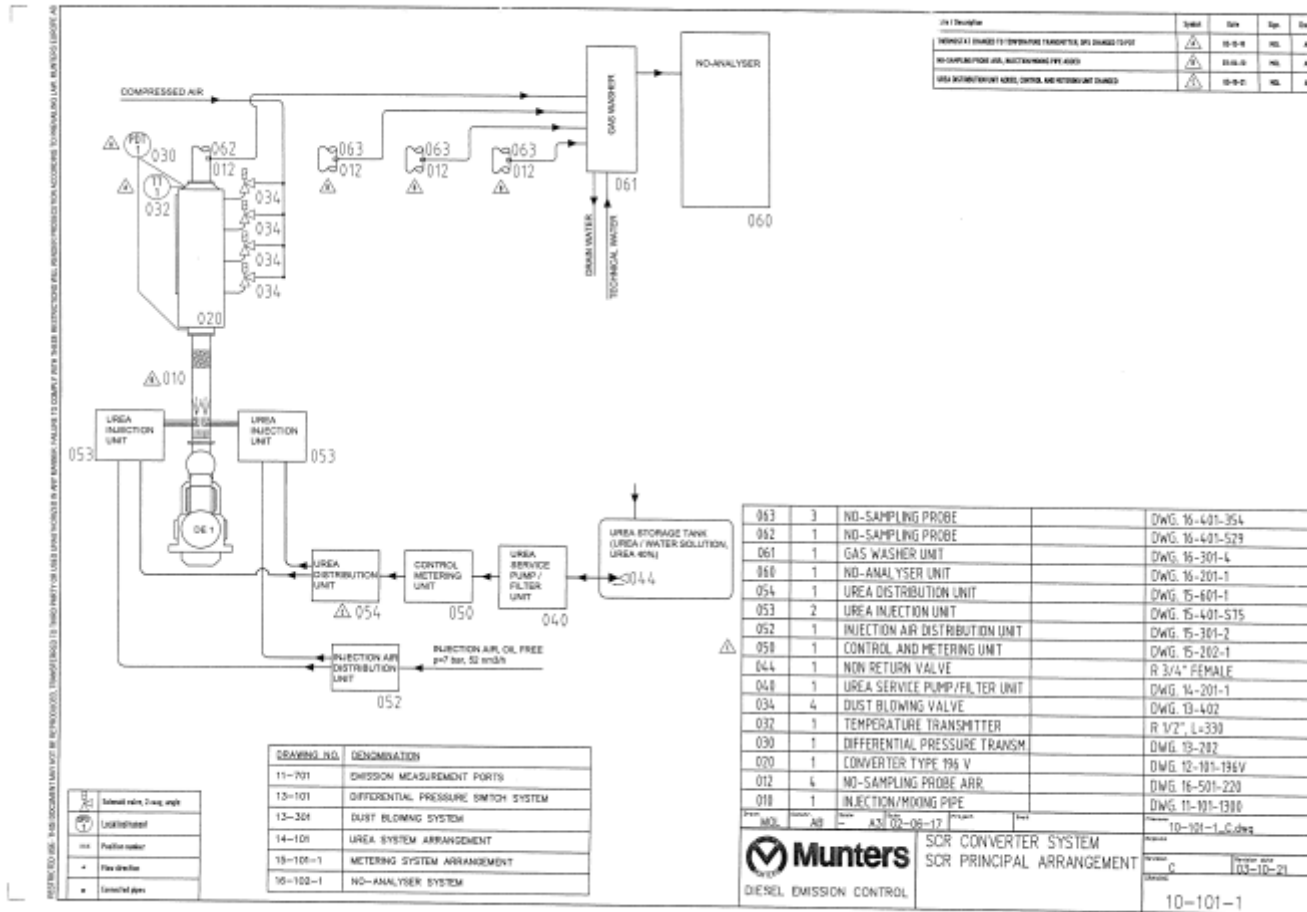 COMPRESSED AIR
PDT
1
030
062
012
TT
1
032
034
034
034
034
020
063
012
063
012
063
012
GAS WASHER
061
NO-ANALYSER
060
DRAIN WATER
TECHNICAL WATER
010
UREA
INJECTION
UNIT
053
UREA
INJECTION
UNIT
053
DE 1
UREA
DISTRIBUTION
UNIT
054
CONTROL
METERING
UNIT
050
UREA
SERVICE
PUMP /
FILTER
UNIT
040
UREA STORAGE TANK
(UREA / WATER SOLUTION,
UREA 40%)
044
INJECTION AIR
DISTRIBUTION
UNIT
052
INJECTION AIR, OIL FREE
p=7 bar, 52 nm3/h
DRAWING NO. DENOMINATION
11-701 EMISSION MEASUREMENT PORTS
13-101 DIFFERENTIAL PRESSURE SWITCH SYSTEM
13-301 DUST BLOWING SYSTEM
14-101 UREA SYSTEM ARRANGEMENT
15-101-1 METERING SYSTEM ARRANGEMENT
16-102-1 NO-ANALYSER SYSTEM
Solenoid valve, 2-way, angle
Position number
Flow direction
Connected pipes
063 3 NO-SAMPLING PROBE DWG. 16-401-354
062 1 NO-SAMPLING PROBE DWG. 16-401-529
061 1 GAS WASHER UNIT DWG. 16-301-4
060 1 NO-ANALYSER UNIT DWG. 16-201-1
054 1 UREA DISTRIBUTION UNIT DWG. 15-601-1
053 2 UREA INJECTION UNIT DWG. 15-401-575
052 1 INJECTION AIR DISTRIBUTION UNIT DWG. 15-301-2
050 1 CONTROL AND METERING UNIT DWG. 15-202-1
044 1 NON RETURN VALVE R 3/4" FEMALE
040 1 UREA SERVICE PUMP/FILTER UNIT DWG. 14-201-1
034 4 DUST BLOWING VALVE DWG. 13-402
032 1 TEMPERATURE TRANSMITTER R 1/2", L=330
030 1 DIFFERENTIAL PRESSURE TRANSM. DWG. 13-202
020 1 CONVERTER TYPE 196 V DWG. 12-101-196V
012 4 NO-SAMPLING PROBE ARR. DWG. 16-501-220
010 1 INJECTION/MIXING PIPE DWG. 11-101-1300
MOL AB - A3 02-06-17 10-101-1_C.dwg
Munters
DIESEL EMISSION CONTROL
SCR CONVERTER SYSTEM
SCR PRINCIPAL ARRANGEMENT
C 03-10-21
10-101-1